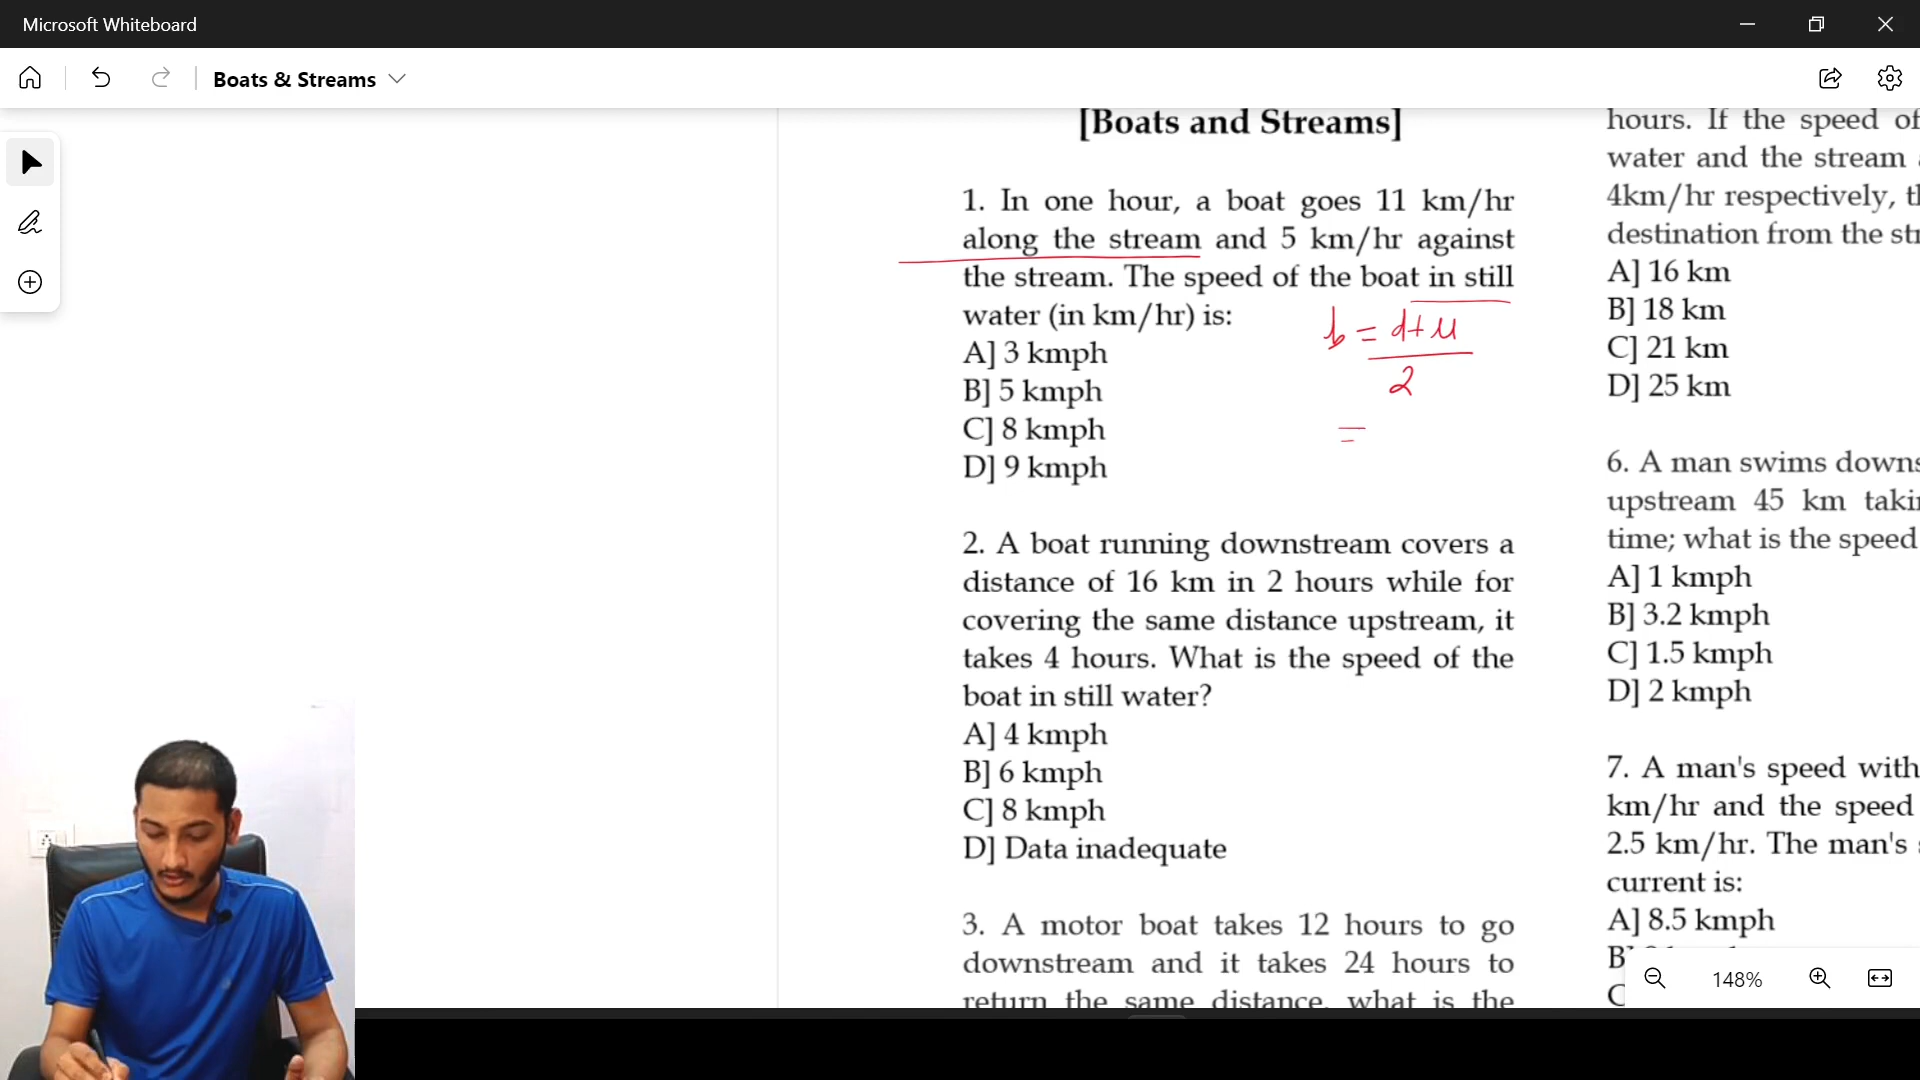 Microsoft Whiteboard
Boats & Streams
[Boats and Streams]
1. In one hour, a boat goes 11 km/hr
along the stream and 5 km/hr against
the stream. The speed of the boat in still
water (in km/hr) is:
A] 3 kmph
B] 5 kmph
C] 8 kmph
D] 9 kmph
b = d+u
2
=
2. A boat running downstream covers a
distance of 16 km in 2 hours while for
covering the same distance upstream, it
takes 4 hours. What is the speed of the
boat in still water?
A] 4 kmph
B] 6 kmph
C] 8 kmph
D] Data inadequate
3. A motor boat takes 12 hours to go
downstream and it takes 24 hours to
return the same distance. what is the
hours. If the speed of
water and the stream
4km/hr respectively,
destination from the
A] 16 km
B] 18 km
C] 21 km
D] 25 km
6. A man swims
upstream 45 km
time; what is the speed
A] 1 kmph
B] 3.2 kmph
C] 1.5 kmph
D] 2 kmph
7. A man's speed with
km/hr and the speed
2.5 km/hr. The man's
current is:
A] 8.5 kmph
148%